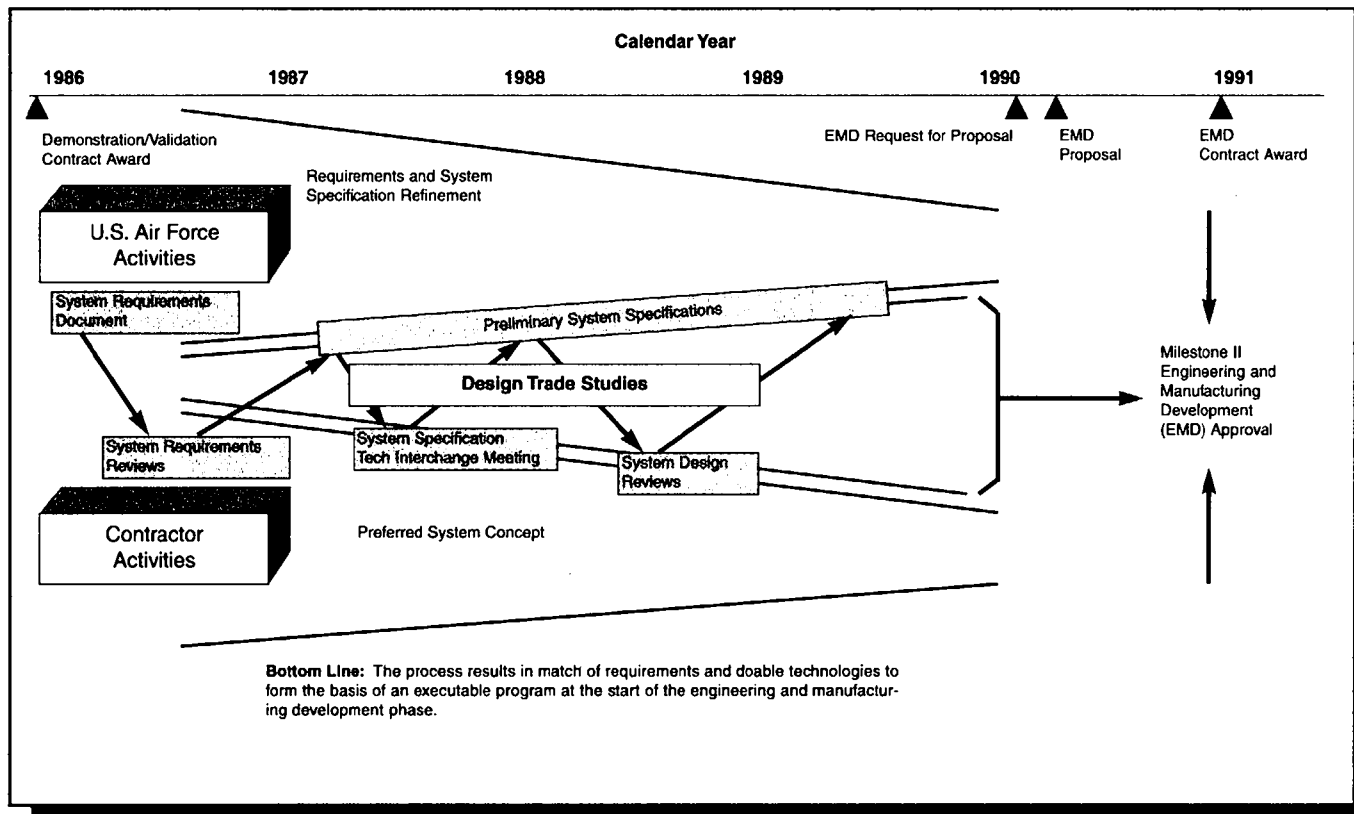 Calendar Year
1986 1987 1988 1989 1990 1991
Demonstration/Validation
Contract Award
EMD Request for Proposal
EMD
Proposal
EMD
Contract Award
Requirements and System
Specification Refinement
U.S. Air Force
Activities
System Requirements
Document
Preliminary System Specifications
Design Trade Studies
Milestone II
Engineering and
Manufacturing
Development
(EMD) Approval
System Requirements
Reviews
System Specification
Tech Interchange Meeting
System Design
Reviews
Contractor
Activities
Preferred System Concept
Bottom Line: The process results in match of requirements and doable technologies to
form the basis of an executable program at the start of the engineering and manufactur-
ing development phase.